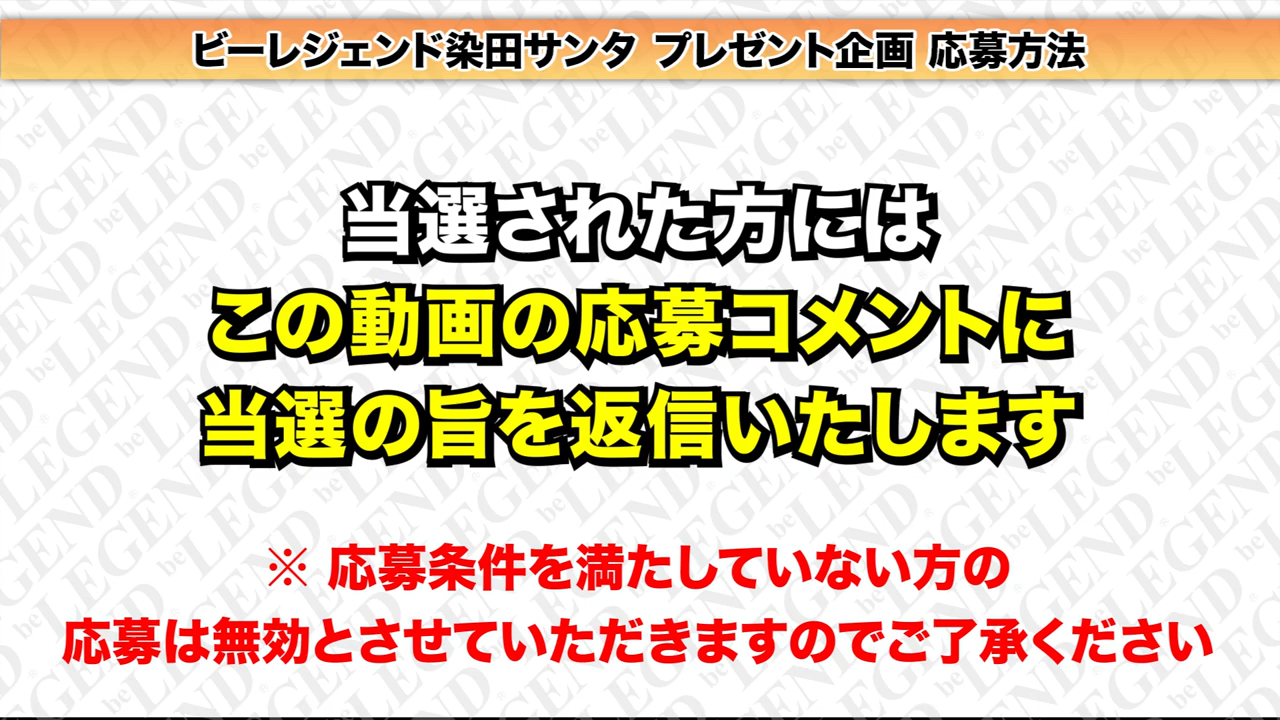 ビーレジェンド染田サンタ プレゼント企画 応募方法
当選された方には
この動画の応募コメントに
当選の旨を返信いたします
※ 応募条件を満たしていない方の
応募は無効とさせていただきますのでご了承ください
be LEGEND